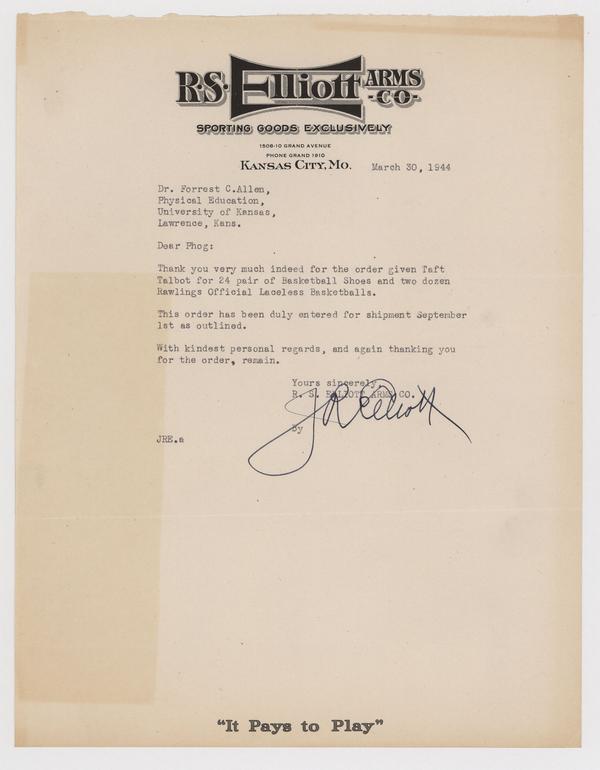 R·S· Elliott ARMS
-CO-
SPORTING GOODS EXCLUSIVELY
1508-10 GRAND AVENUE
PHONE GRAND 1910
KANSAS CITY, MO. March 30, 1944
Dr. Forrest C.Allen,
Physical Education,
University of Kansas,
Lawrence, Kans.
Dear Phog:
Thank you very much indeed for the order given Taft
Talbot for 24 pair of Basketball Shoes and two dozen
Rawlings Official Laceless Basketballs.
This order has been duly entered for shipment September
1st as outlined.
With kindest personal regards, and again thanking you
for the order, remain.
Yours sincerely,
R. S. ELLIOTT ARMS CO.
J R Elliott
By
JRE.a
"It Pays to Play"